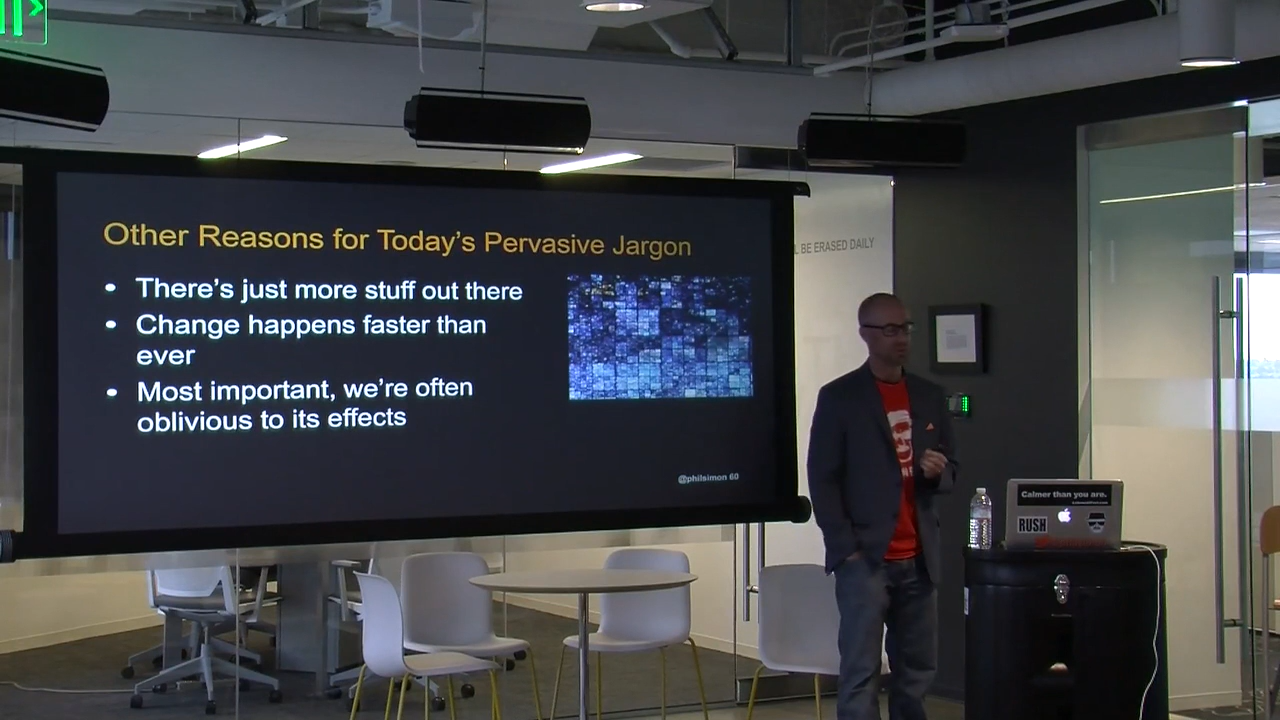 Other Reasons for Today's Pervasive Jargon
• There's just more stuff out there
• Change happens faster than
ever
• Most important, we're often
oblivious to its effects
@philsimon 60
BE ERASED DAILY
Calmer than you are.
RUSH